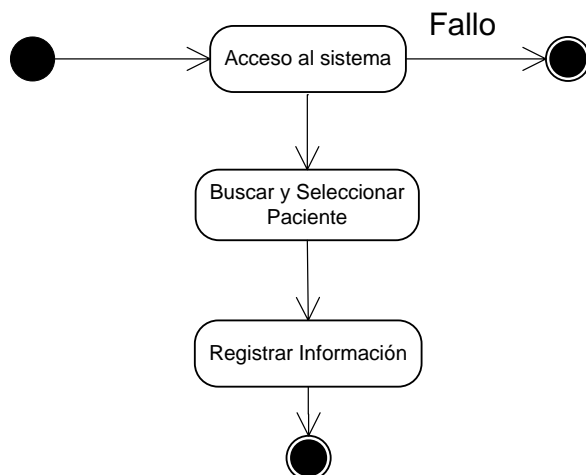 Fallo
Acceso al sistema
Buscar y Seleccionar
Paciente
Registrar Información